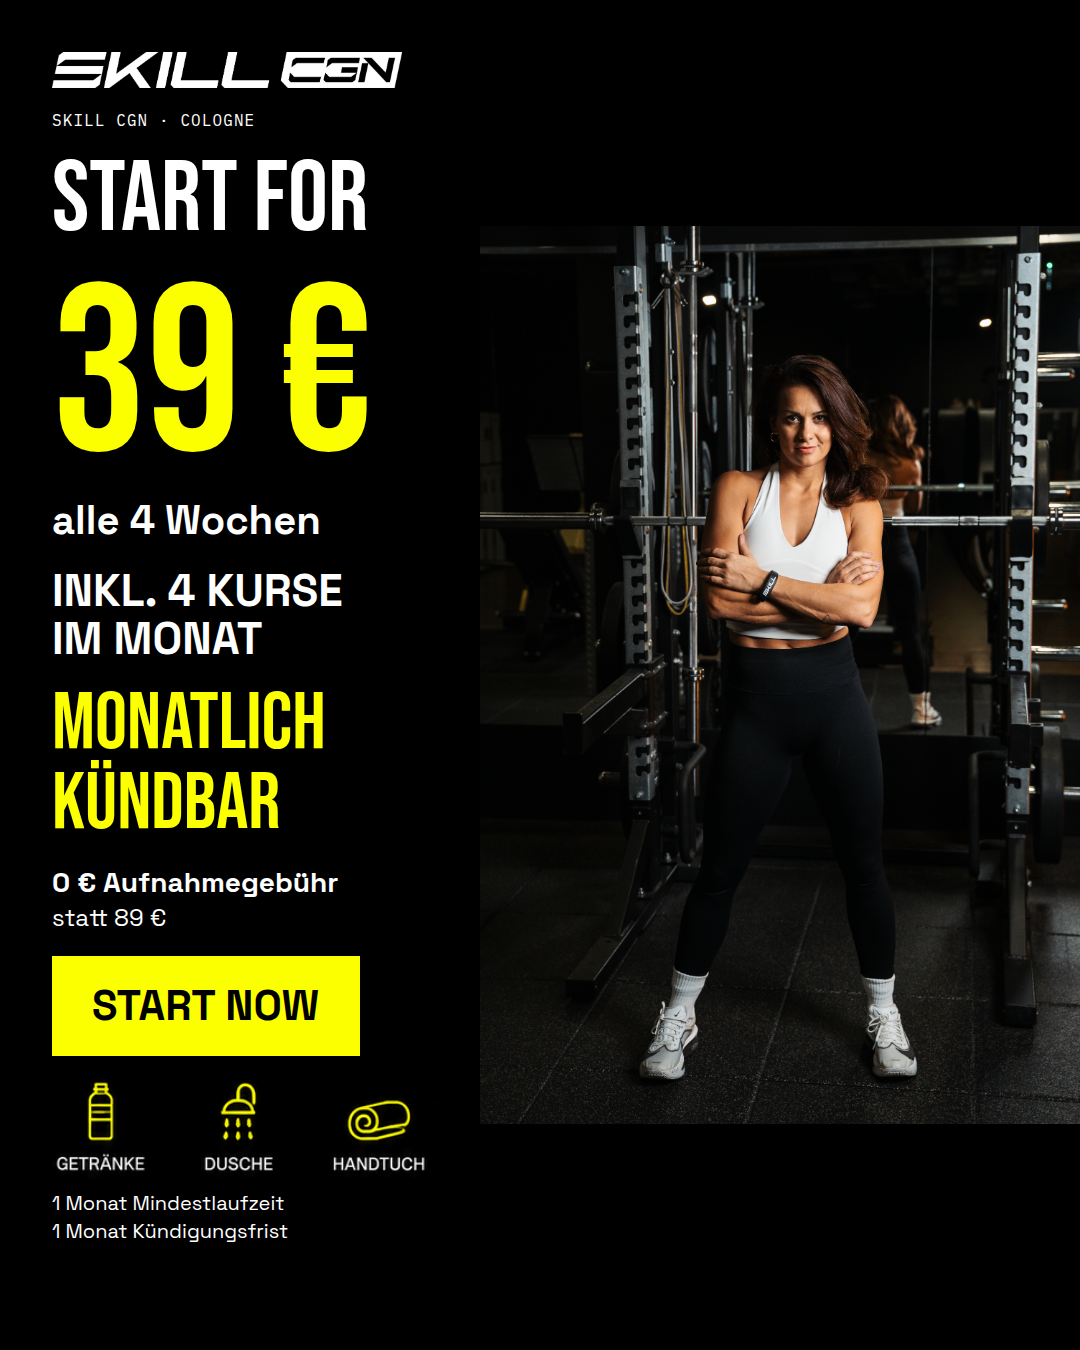 SKILL CGN
SKILL CGN · COLOGNE
START FOR
39 €
alle 4 Wochen
INKL. 4 KURSE
IM MONAT
MONATLICH
KÜNDBAR
0 € Aufnahmegebühr
statt 89 €
START NOW
GETRÄNKE DUSCHE HANDTUCH
1 Monat Mindestlaufzeit
1 Monat Kündigungsfrist
SKILL